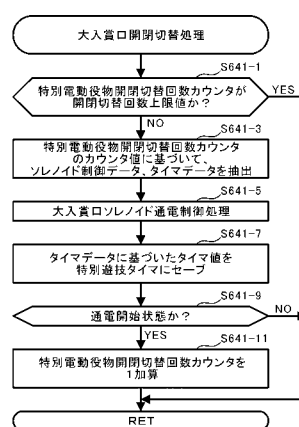 大入賞口開閉切替処理
S641-1
特別電動役物開閉切替回数カウンタが
開閉切替回数上限値か？
YES
NO
S641-3
特別電動役物開閉切替回数カウンタ
のカウンタ値に基づいて、
ソレノイド制御データ、タイマデータを抽出
S641-5
大入賞口ソレノイド通電制御処理
S641-7
タイマデータに基づいたタイマ値を
特別遊技タイマにセーブ
S641-9
通電開始状態か？
NO
YES
S641-11
特別電動役物開閉切替回数カウンタを
1加算
RET